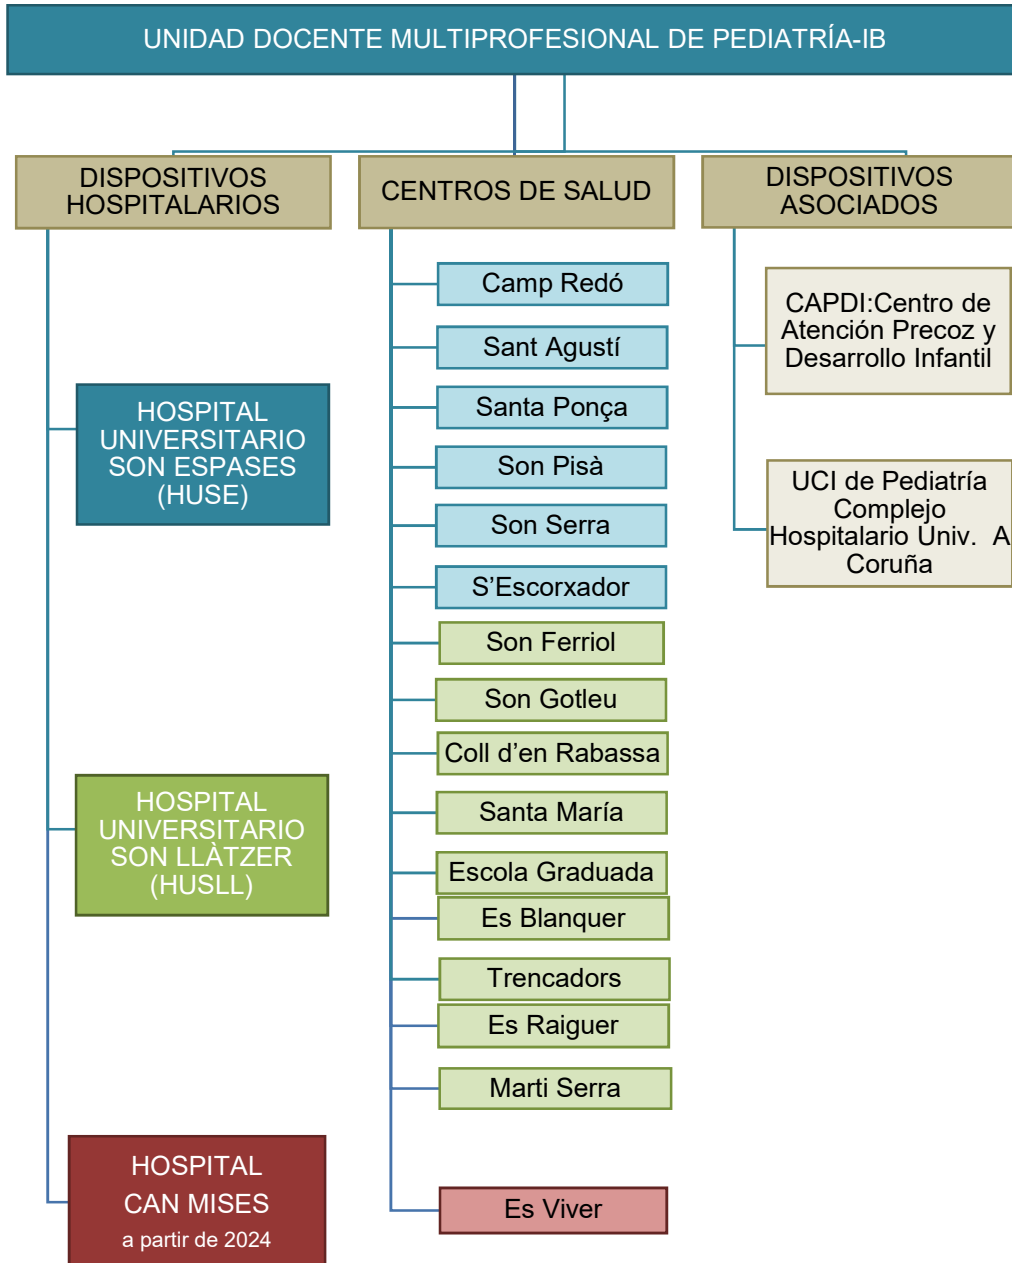 UNIDAD DOCENTE MULTIPROFESIONAL DE PEDIATRÍA-IB
DISPOSITIVOS
HOSPITALARIOS
HOSPITAL
UNIVERSITARIO
SON ESPASES
(HUSE)
HOSPITAL
UNIVERSITARIO
SON LLÀTZER
(HUSLL)
HOSPITAL
CAN MISES
a partir de 2024
CENTROS DE SALUD
Camp Redó
Sant Agustí
Santa Ponça
Son Pisà
Son Serra
S’Escorxador
Son Ferriol
Son Gotleu
Coll d’en Rabassa
Santa María
Escola Graduada
Es Blanquer
Trencadors
Es Raiguer
Marti Serra
Es Viver
DISPOSITIVOS
ASOCIADOS
CAPDI:Centro de
Atención Precoz y
Desarrollo Infantil
UCI de Pediatría
Complejo
Hospitalario Univ. A
Coruña